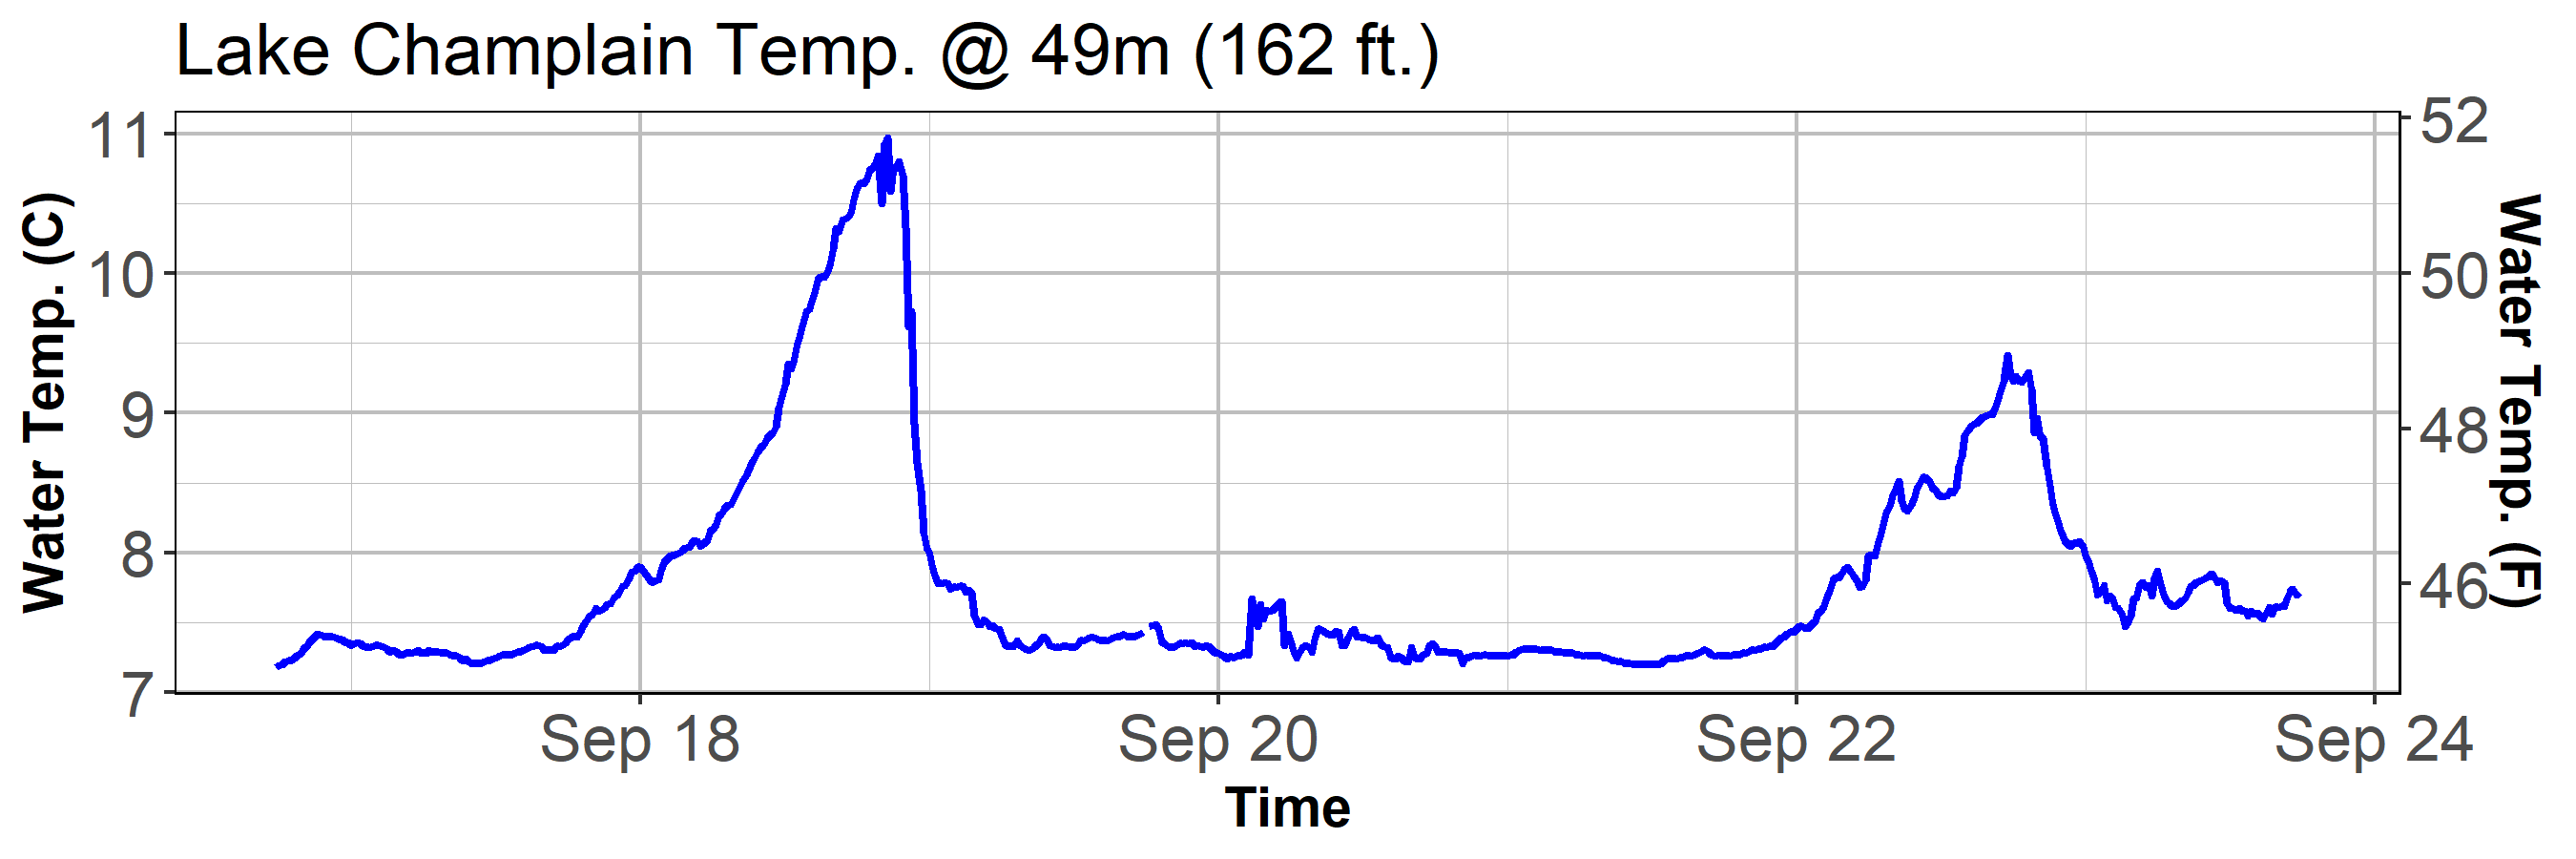 Lake Champlain Temp. @ 49m (162 ft.)
Water Temp. (C)
11
10
9
8
7
52
50
48
46
Water Temp. (F)
Sep 18 Sep 20 Sep 22 Sep 24
Time